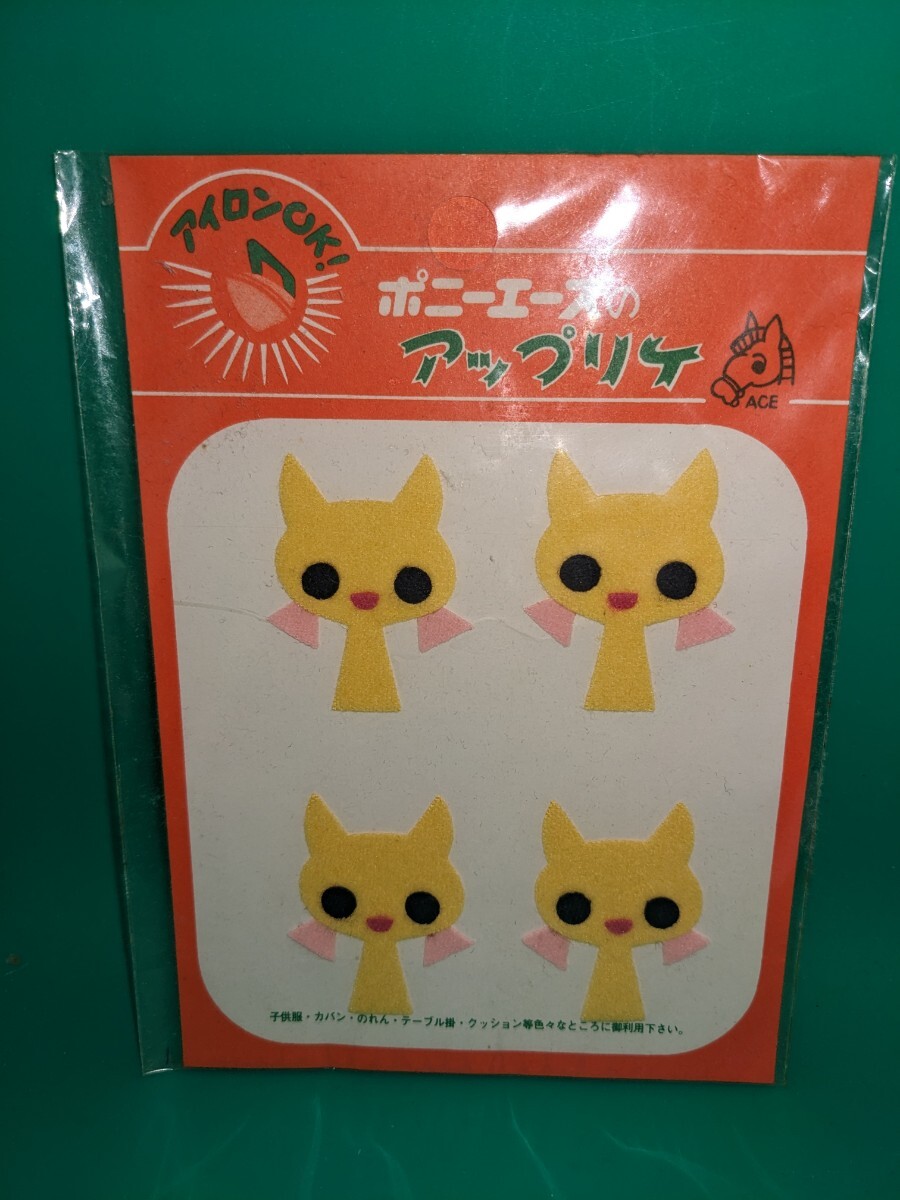 アイロンOK!
ポニーエースの
アップリケ
ACE
子供服・カバン・のれん・テーブル掛・クッション等色々なところに御利用下さい。